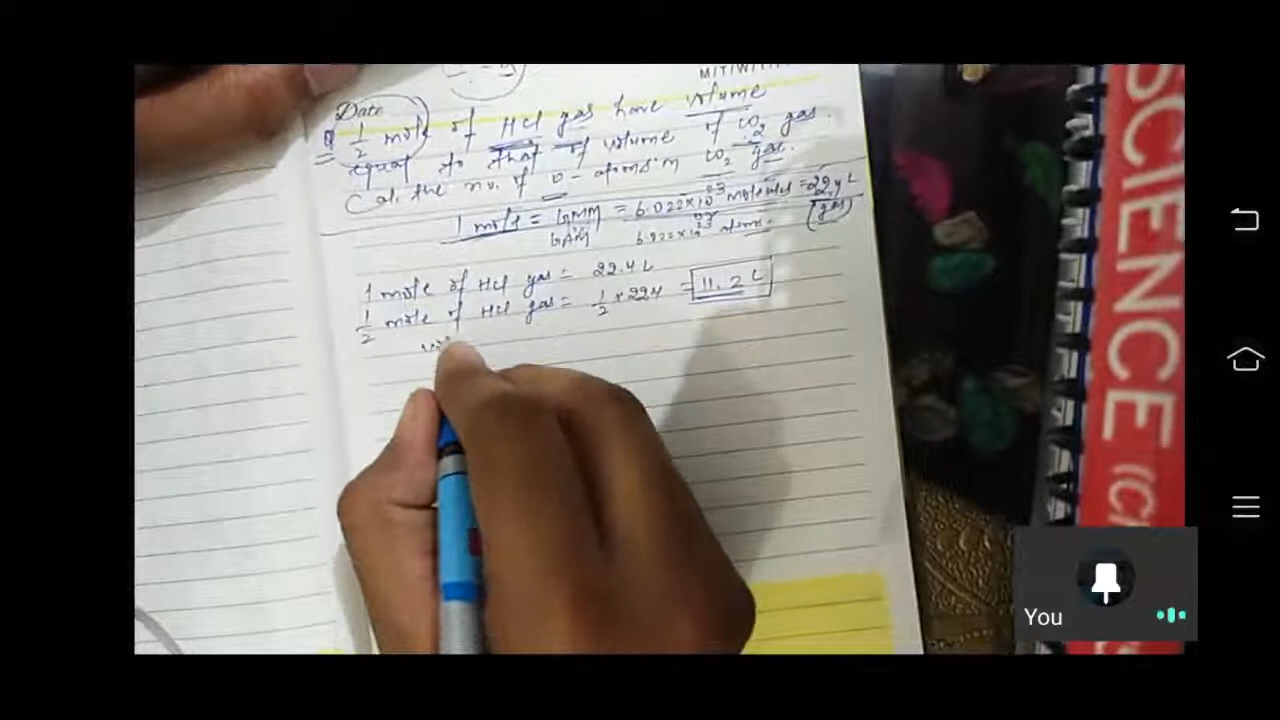 M/T/W/T/
Date
Q 1/2 mole of HCl gas have volume
equal to that of volume of CO2 gas.
Cal. the no. of O - atoms in CO2 gas.
1 mole = GMM = 6.022×10^23 molecules = 22.4 L
GAM 6.022×10^23 atoms. (gas)
1 mole of HCl gas = 22.4 L
1/2 mole of HCl gas = 1/2 × 22.4 = 11.2 L
SCIENCE
You